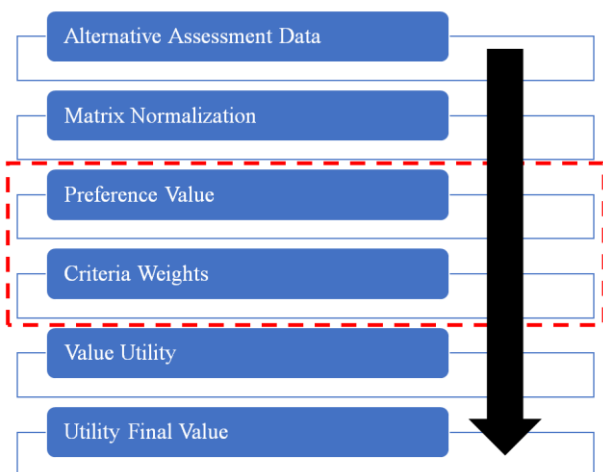 Alternative Assessment Data
Matrix Normalization
Preference Value
Criteria Weights
Value Utility
Utility Final Value